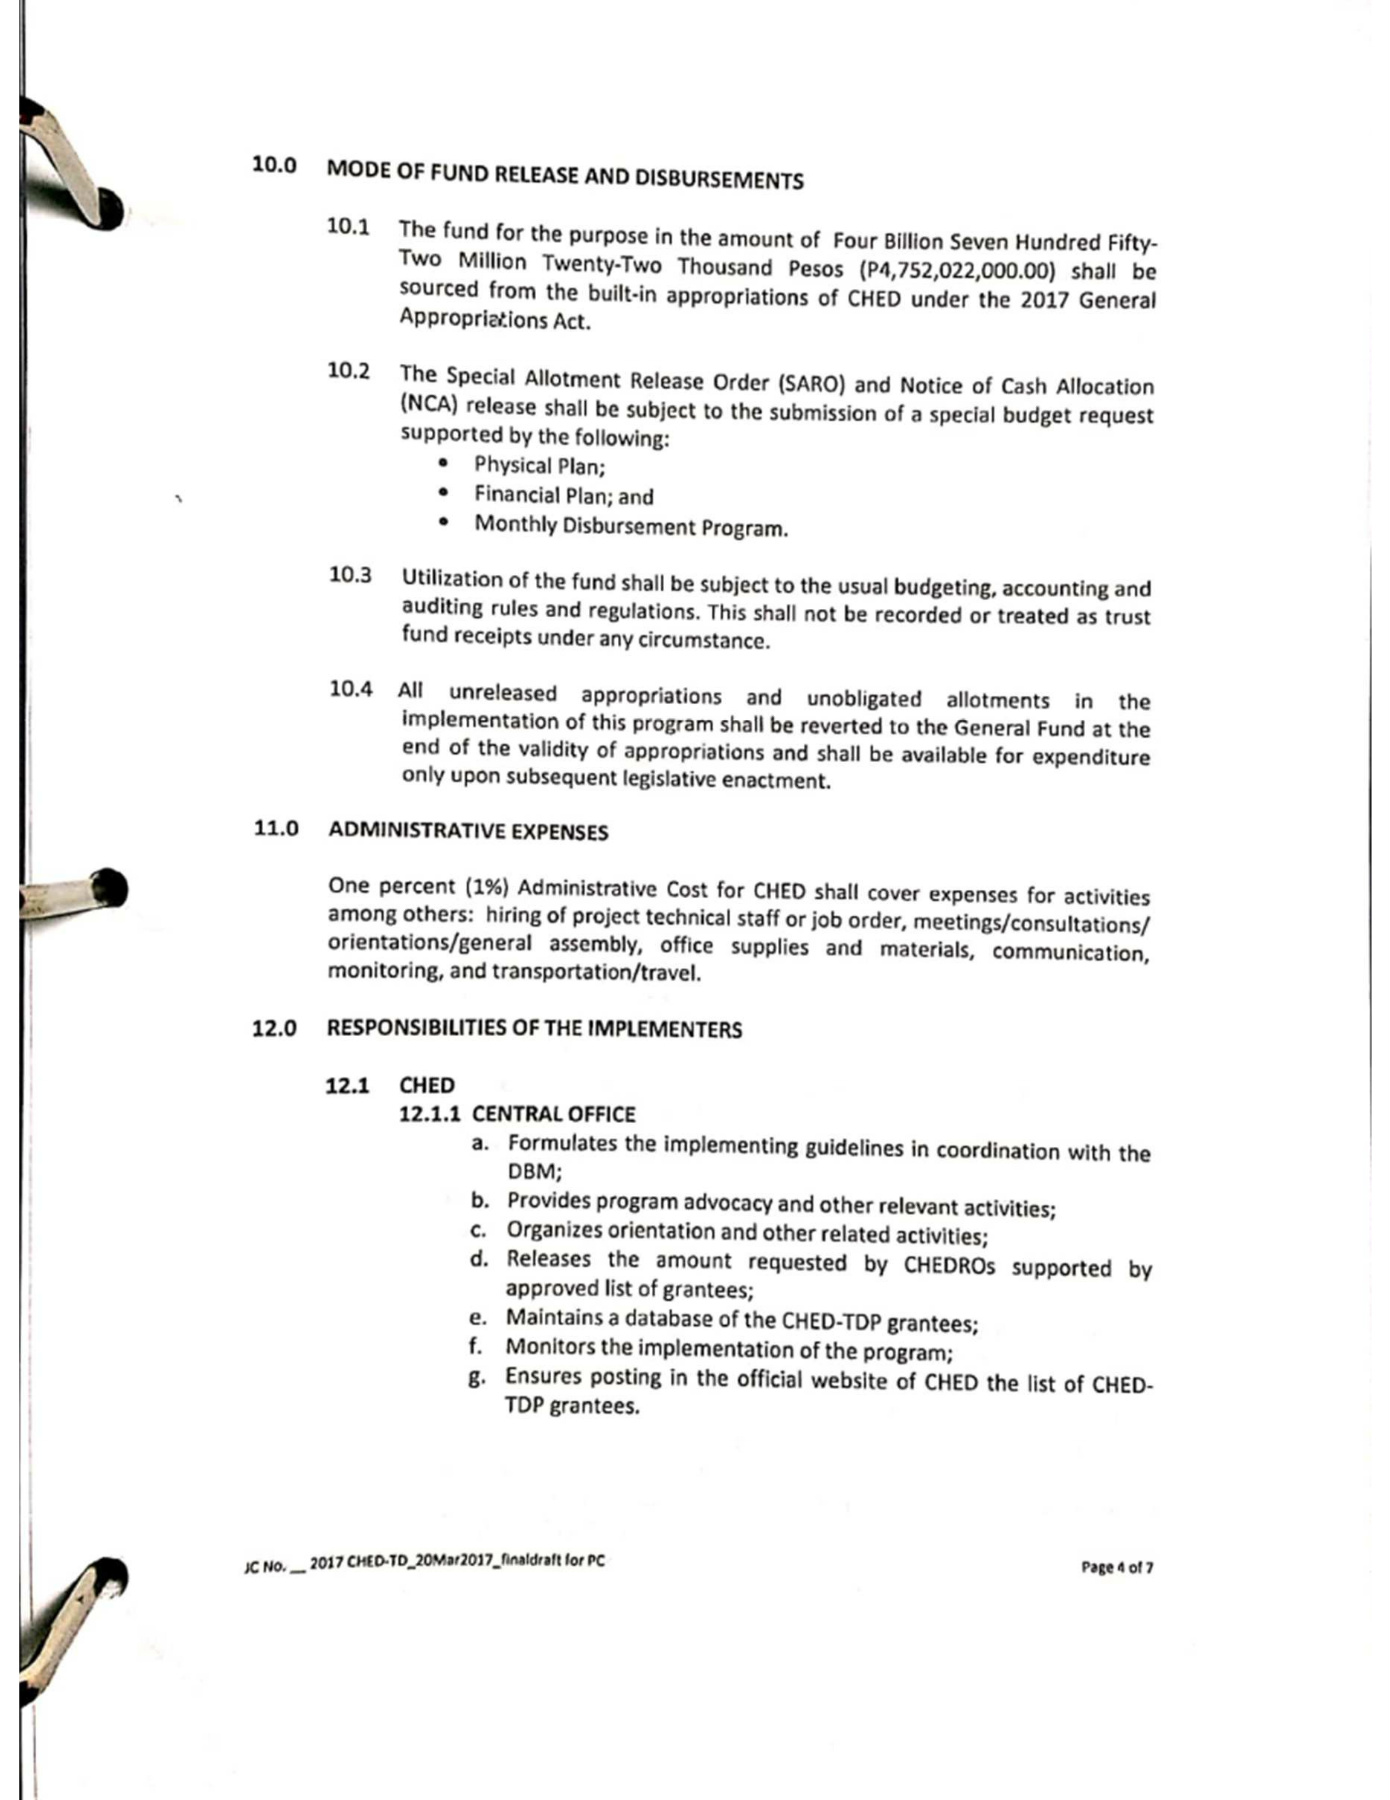 10.0 MODE OF FUND RELEASE AND DISBURSEMENTS
10.1 The fund for the purpose in the amount of Four Billion Seven Hundred Fifty-
Two Million Twenty-Two Thousand Pesos (P4,752,022,000.00) shall be
sourced from the built-in appropriations of CHED under the 2017 General
Appropriations Act.
10.2 The Special Allotment Release Order (SARO) and Notice of Cash Allocation
(NCA) release shall be subject to the submission of a special budget request
supported by the following:
• Physical Plan;
• Financial Plan; and
• Monthly Disbursement Program.
10.3 Utilization of the fund shall be subject to the usual budgeting, accounting and
auditing rules and regulations. This shall not be recorded or treated as trust
fund receipts under any circumstance.
10.4 All unreleased appropriations and unobligated allotments in the
implementation of this program shall be reverted to the General Fund at the
end of the validity of appropriations and shall be available for expenditure
only upon subsequent legislative enactment.
11.0 ADMINISTRATIVE EXPENSES
One percent (1%) Administrative Cost for CHED shall cover expenses for activities
among others: hiring of project technical staff or job order, meetings/consultations/
orientations/general assembly, office supplies and materials, communication,
monitoring, and transportation/travel.
12.0 RESPONSIBILITIES OF THE IMPLEMENTERS
12.1 CHED
12.1.1 CENTRAL OFFICE
a. Formulates the implementing guidelines in coordination with the
DBM;
b. Provides program advocacy and other relevant activities;
c. Organizes orientation and other related activities;
d. Releases the amount requested by CHEDROs supported by
approved list of grantees;
e. Maintains a database of the CHED-TDP grantees;
f. Monitors the implementation of the program;
g. Ensures posting in the official website of CHED the list of CHED-
TDP grantees.
JC No. __ 2017 CHED-TD_20Mar2017_finaldraft for PC Page 4 of 7